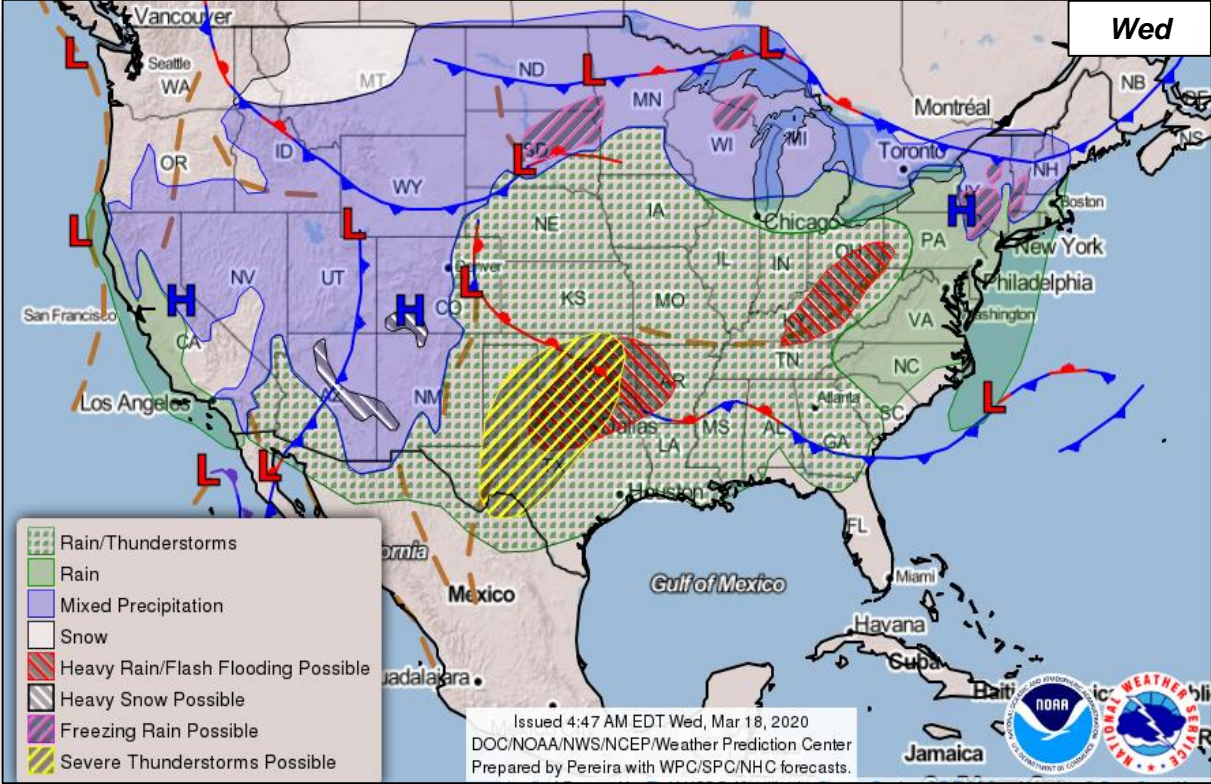 Wed
Vancouver
L
Seattle
WA
MT
ND
L
L
MN
Montréal
NB
NS
OR
ID
WY
SD
L
WI
MI
Toronto
NH
NY
H
Boston
L
L
NE
IA
Chicago
OH
PA
New York
Philadelphia
H
NV
UT
H
CO
Denver
L
KS
IL
IN
MO
VA
San Francisco
CA
TN
NC
Los Angeles
AZ
NM
AR
L
Atlanta
SC
MS
AL
GA
LA
L
L
TX
Houston
FL
Miami
Gulf of Mexico
Mexico
Havana
Cuba
Haiti
Jamaica
Rain/Thunderstorms
Rain
Mixed Precipitation
Snow
Heavy Rain/Flash Flooding Possible
Heavy Snow Possible
Freezing Rain Possible
Severe Thunderstorms Possible
Issued 4:47 AM EDT Wed, Mar 18, 2020
DOC/NOAA/NWS/NCEP/Weather Prediction Center
Prepared by Pereira with WPC/SPC/NHC forecasts.
NOAA
NATIONAL WEATHER SERVICE